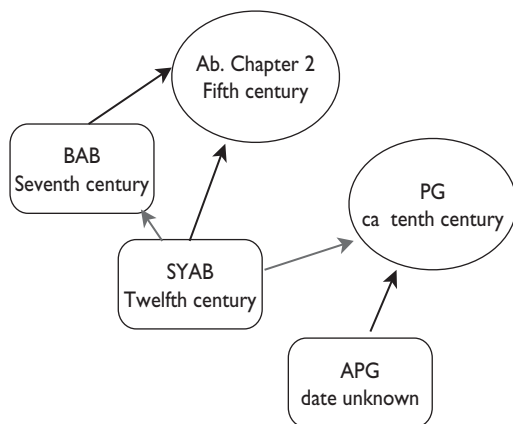 Ab. Chapter 2
Fifth century
BAB
Seventh century
PG
ca tenth century
SYAB
Twelfth century
APG
date unknown